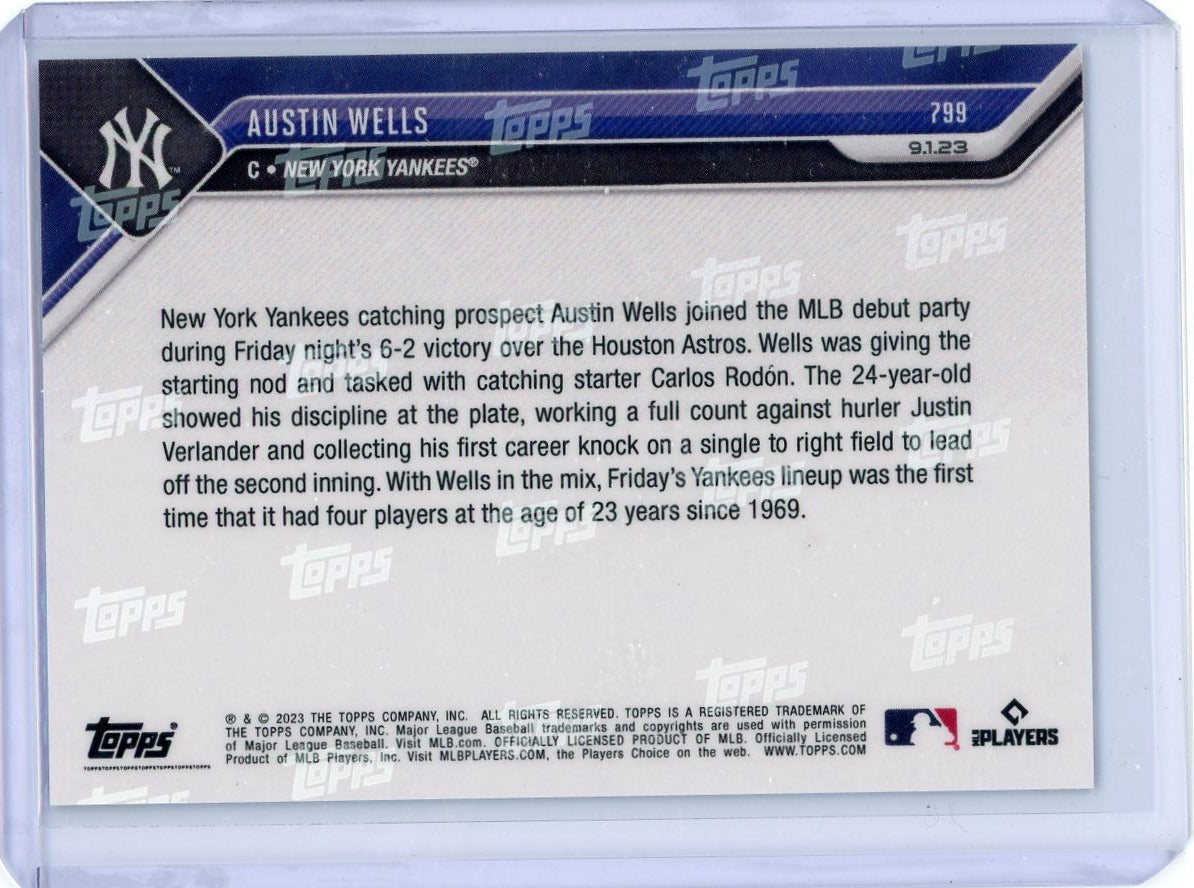 AUSTIN WELLS
799
C • NEW YORK YANKEES®
9.1.23
New York Yankees catching prospect Austin Wells joined the MLB debut party
during Friday night's 6-2 victory over the Houston Astros. Wells was giving the
starting nod and tasked with catching starter Carlos Rodón. The 24-year-old
showed his discipline at the plate, working a full count against hurler Justin
Verlander and collecting his first career knock on a single to right field to lead
off the second inning. With Wells in the mix, Friday's Yankees lineup was the first
time that it had four players at the age of 23 years since 1969.
topps®
TOPPSTOPPSTOPPSTOPPSTOPPSTOPPSTOPPS
® & © 2023 THE TOPPS COMPANY, INC. ALL RIGHTS RESERVED. TOPPS IS A REGISTERED TRADEMARK OF
THE TOPPS COMPANY, INC. Major League Baseball trademarks and copyrights are used with permission
of Major League Baseball. Visit MLB.com. OFFICIALLY LICENSED PRODUCT OF MLB. Officially Licensed
Product of MLB Players, Inc. Visit MLBPLAYERS.COM, the Players Choice on the web. WWW.TOPPS.COM
MLB PLAYERS